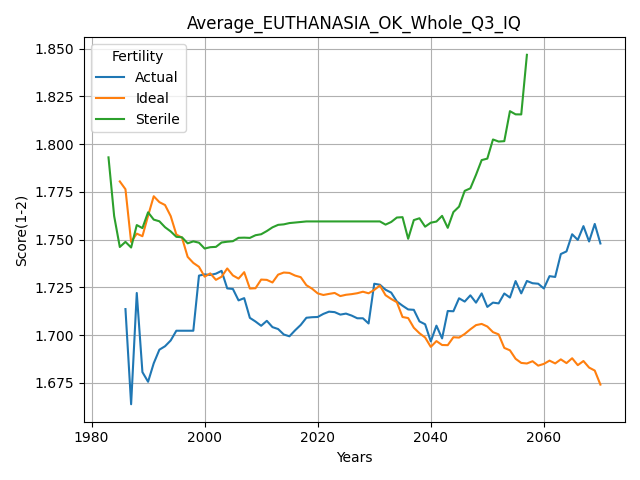 Average_EUTHANASIA_OK_Whole_Q3_IQ
Fertility
Actual
Ideal
Sterile
Score(1-2)
1.850
1.825
1.800
1.775
1.750
1.725
1.700
1.675
1980
2000
2020
2040
2060
Years